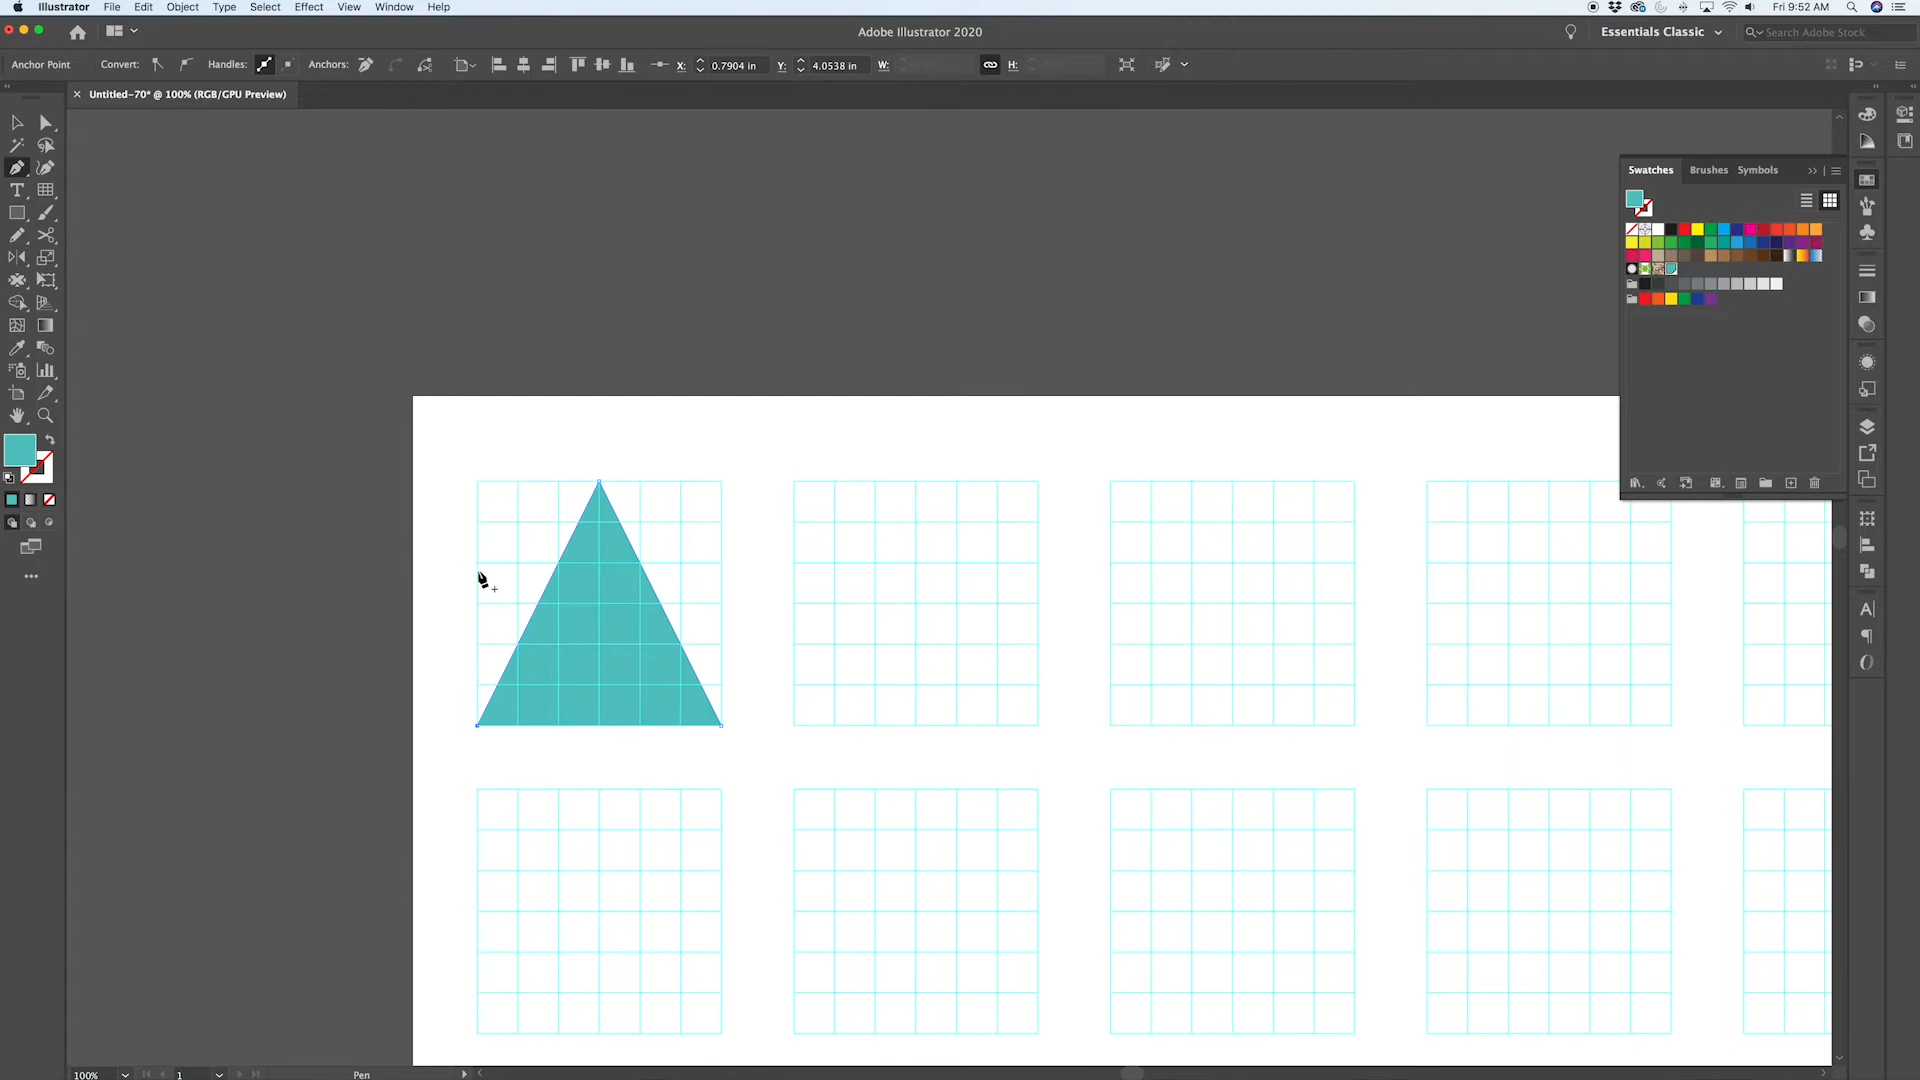 Illustrator File Edit Object Type Select Effect View Window Help Fri 9:52 AM
Adobe Illustrator 2020 Essentials Classic Search Adobe Stock
Anchor Point Convert: Handles: Anchors: X: 0.7904 in Y: 4.0538 in W: H:
Untitled-70* @ 100% (RGB/GPU Preview)
Swatches Brushes Symbols
100% 1 Pen